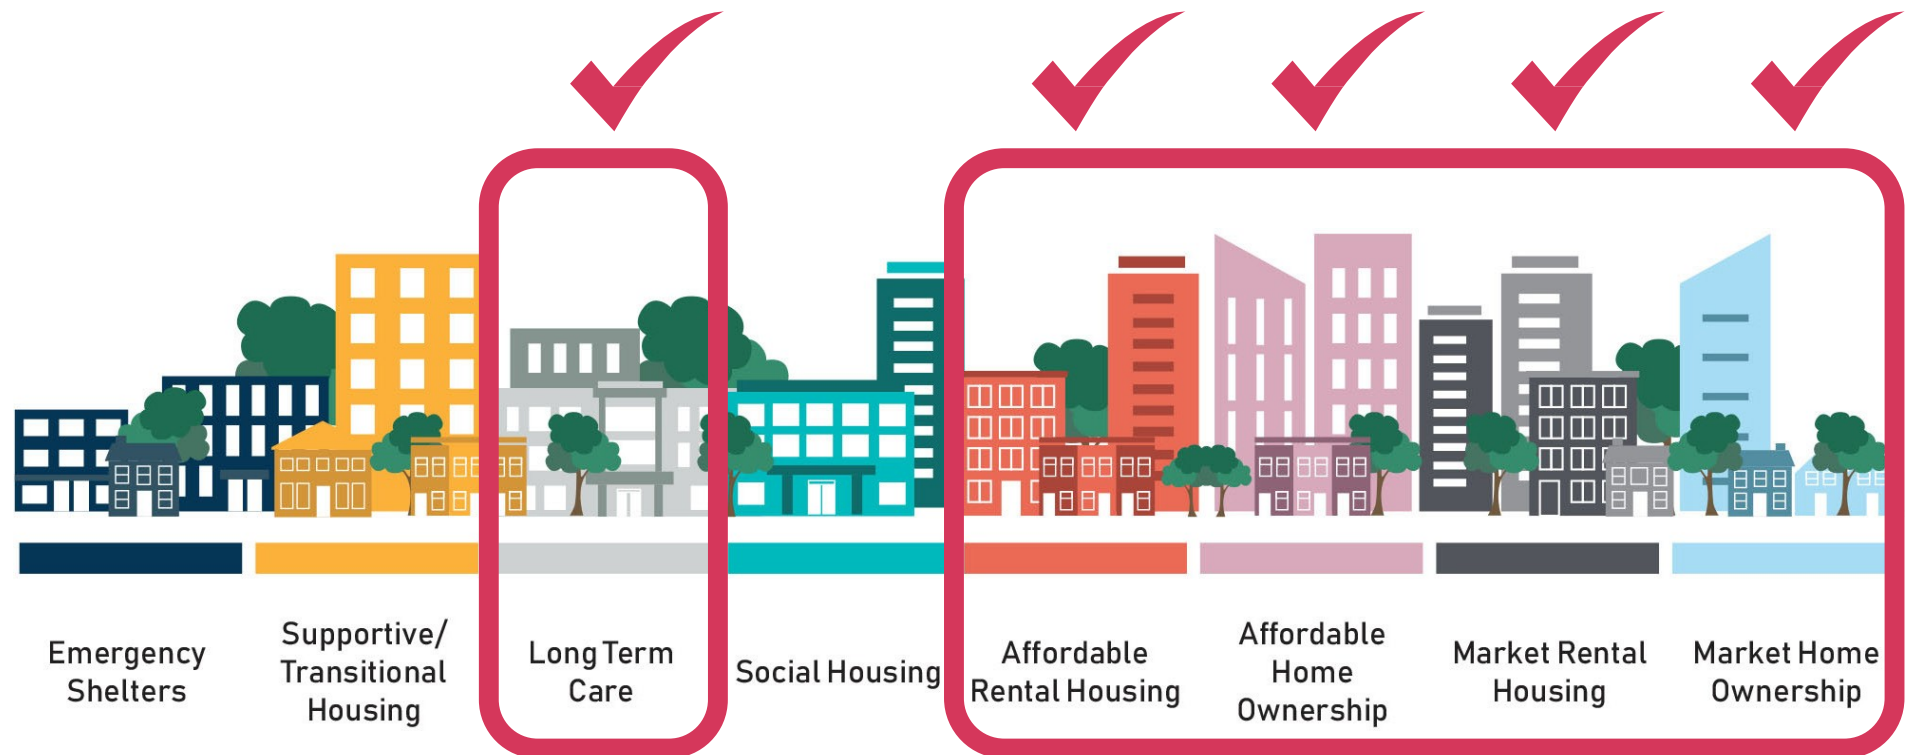 Emergency
Shelters
Supportive/
Transitional
Housing
Long Term
Care
Social Housing
Affordable
Rental Housing
Affordable
Home
Ownership
Market Rental
Housing
Market Home
Ownership